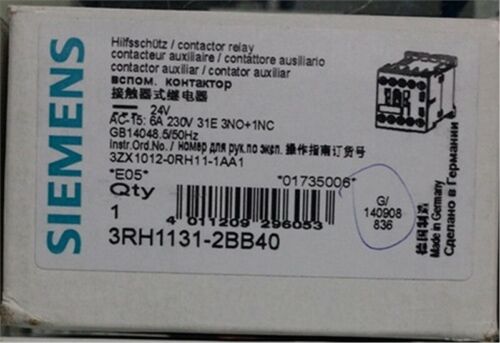 SIEMENS
Hilfsschütz / contactor relay
contacteur auxiliaire / contattore ausiliario
contactor auxiliar / contator auxiliar
вспом. контактор
接触器式继电器
24V
AC-15: 6A 230V 31E 3NO+1NC
GB14048.5/50Hz
Instr.Ord.No. / Номер для рук.по эксп. 操作指南订货号
3ZX1012-0RH11-1AA1
*E05*
*01735006*
Qty
1
4 011209 296053
3RH1131-2BB40
G/
140908
836
德国制造
Made in Germany
Сделано в Германии